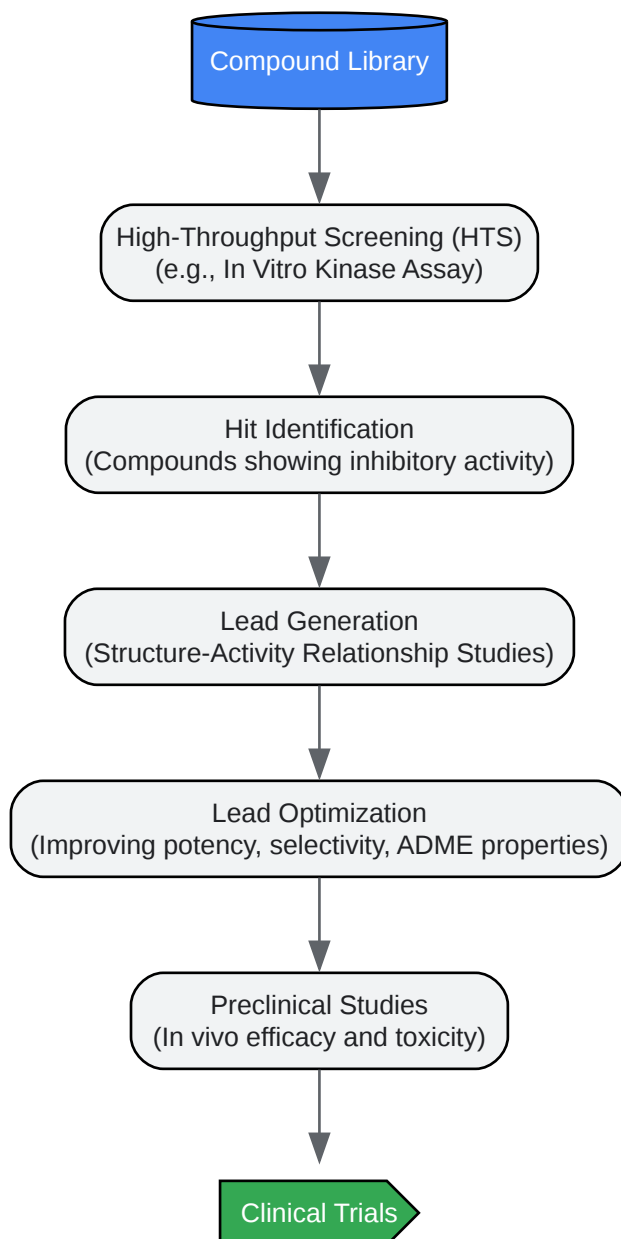 Compound Library
High-Throughput Screening (HTS)
(e.g., In Vitro Kinase Assay)
Hit Identification
(Compounds showing inhibitory activity)
Lead Generation
(Structure-Activity Relationship Studies)
Lead Optimization
(Improving potency, selectivity, ADME properties)
Preclinical Studies
(In vivo efficacy and toxicity)
Clinical Trials